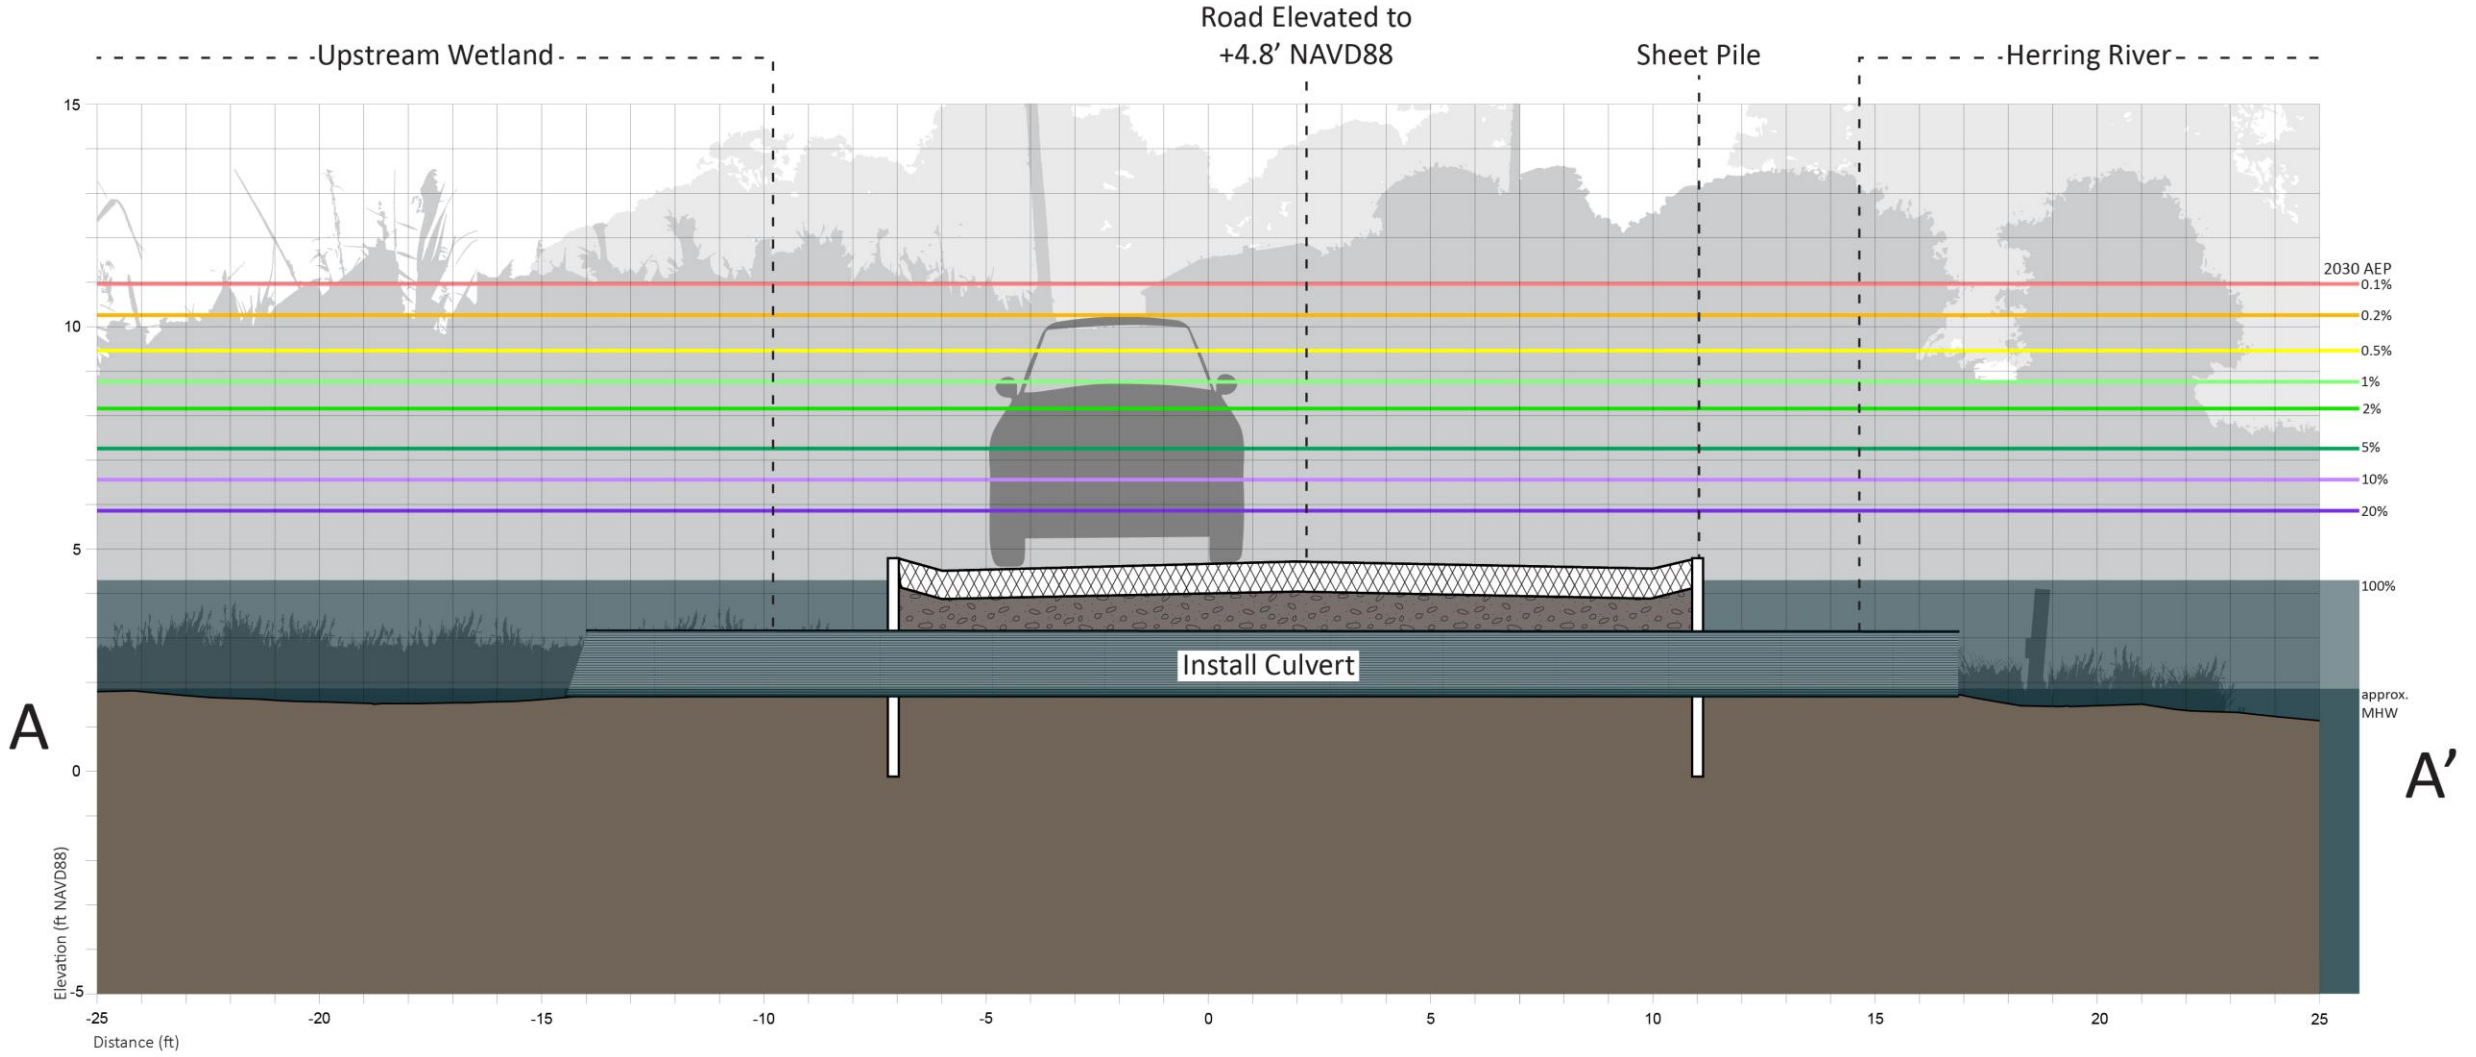 Road Elevated to
+4.8’ NAVD88
Upstream Wetland
Sheet Pile
Herring River
15
10
5
0
-5
Elevation (ft NAVD88)
2030 AEP
0.1%
0.2%
0.5%
1%
2%
5%
10%
20%
100%
approx.
MHW
Install Culvert
A
A’
-25
-20
-15
-10
-5
0
5
10
15
20
25
Distance (ft)